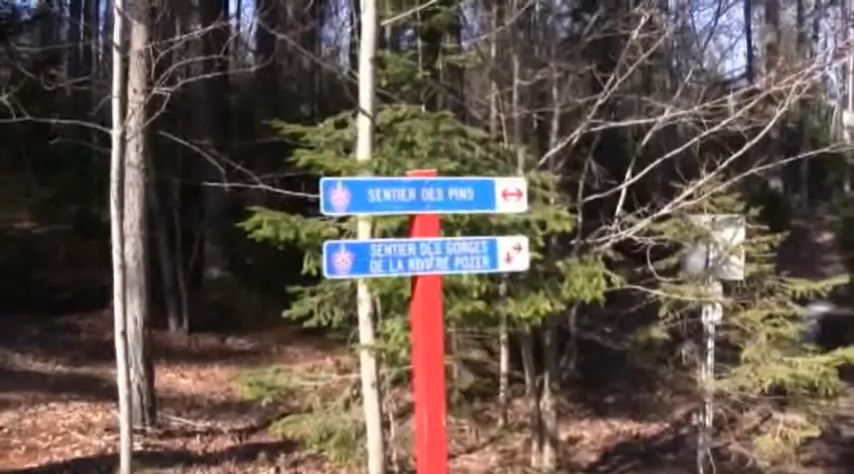 SENTIER DES PINS
SENTIER DES GORGES
DE LA RIVIÈRE POZER